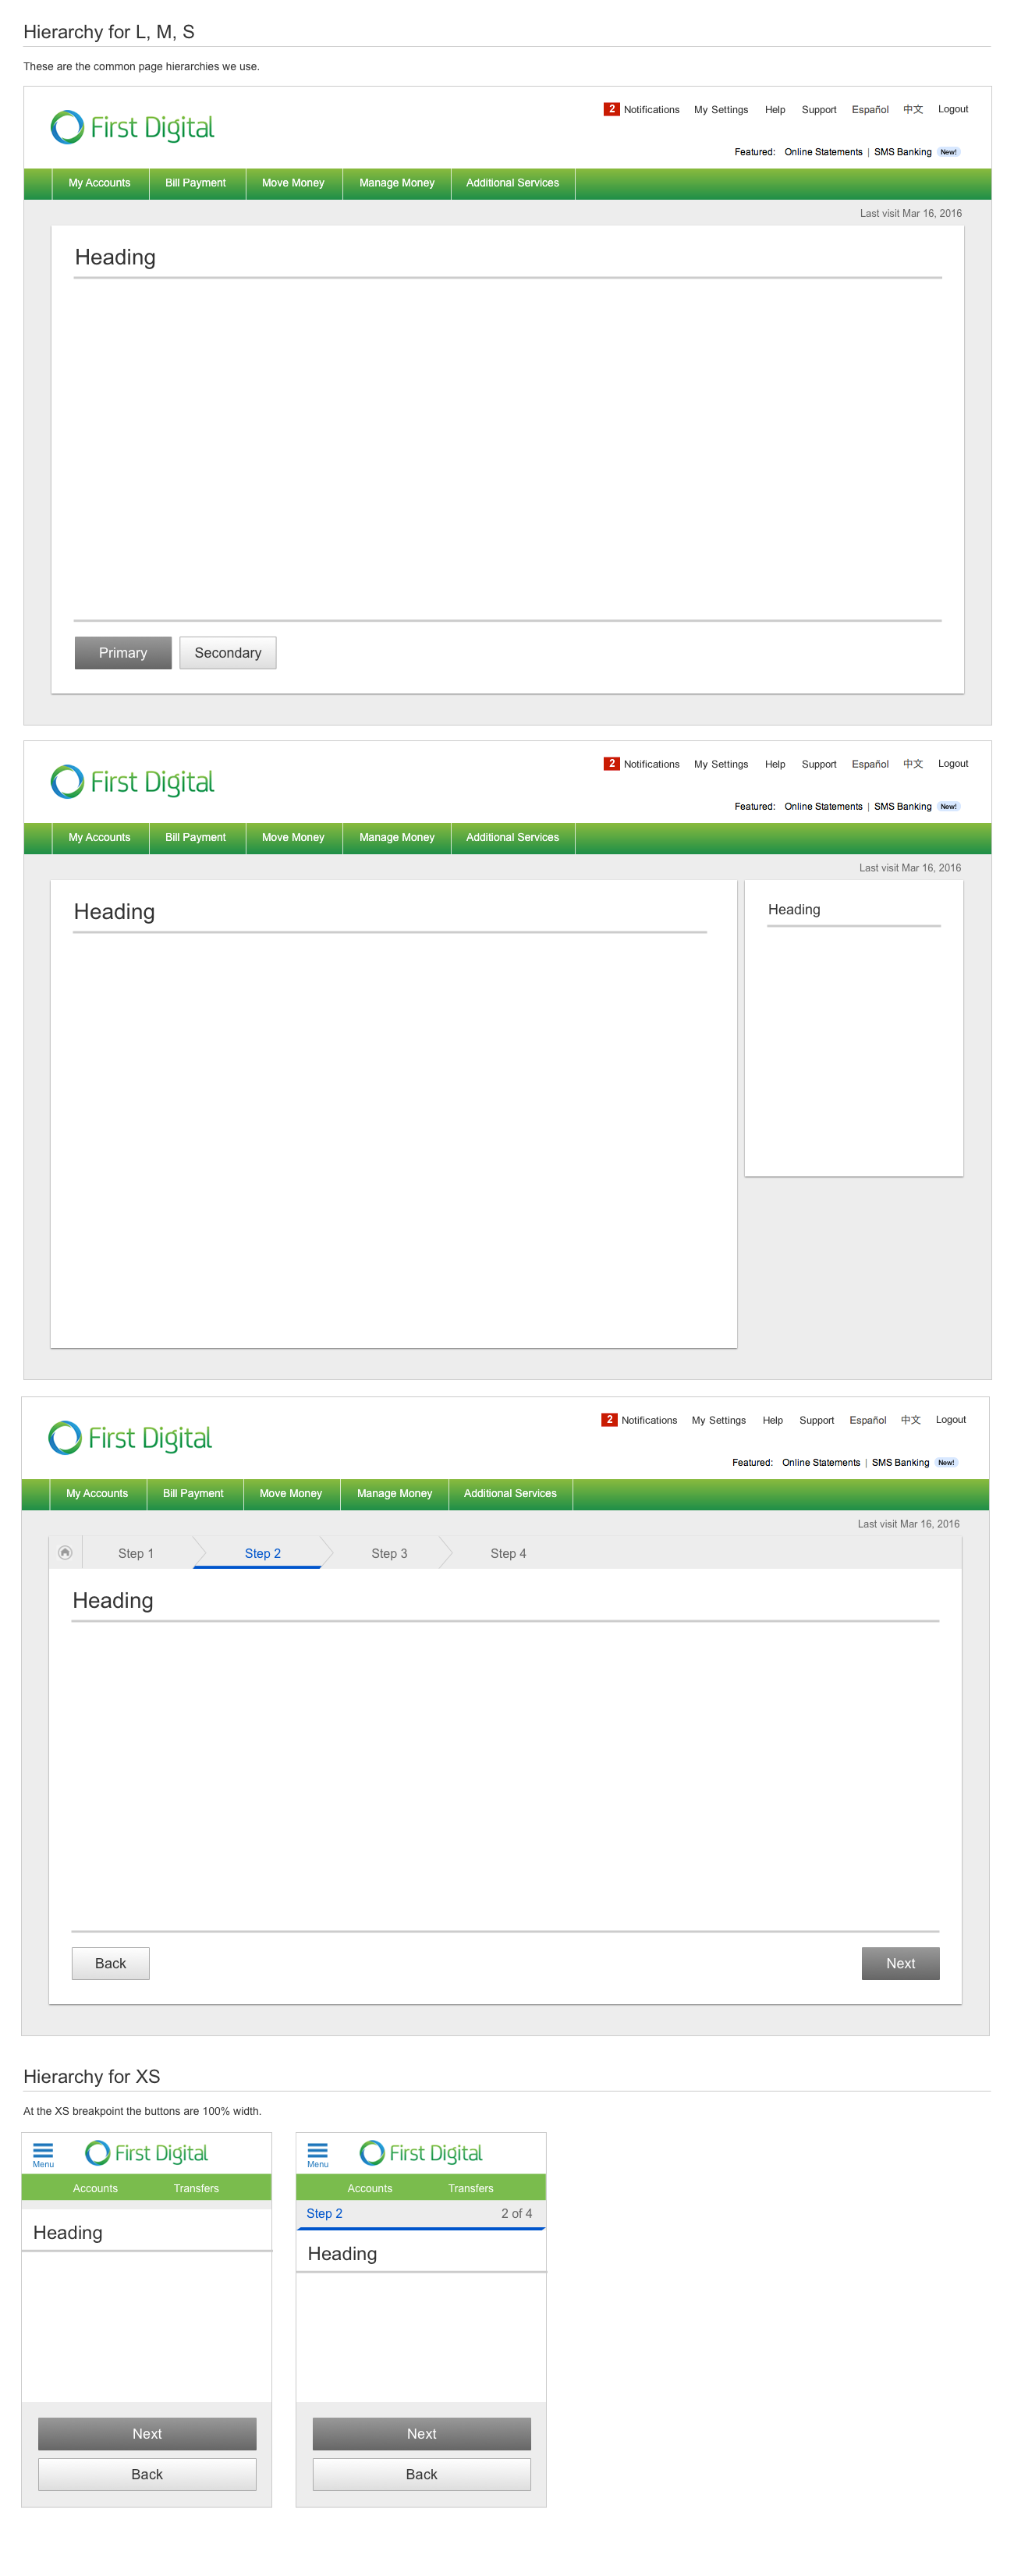 Hierarchy for L, M, S
These are the common page hierarchies we use.
2 Notifications My Settings Help Support Español 中文 Logout
First Digital
Featured: Online Statements | SMS Banking New!
My Accounts Bill Payment Move Money Manage Money Additional Services
Last visit Mar 16, 2016
Heading
Primary Secondary
2 Notifications My Settings Help Support Español 中文 Logout
First Digital
Featured: Online Statements | SMS Banking New!
My Accounts Bill Payment Move Money Manage Money Additional Services
Last visit Mar 16, 2016
Heading Heading
2 Notifications My Settings Help Support Español 中文 Logout
First Digital
Featured: Online Statements | SMS Banking New!
My Accounts Bill Payment Move Money Manage Money Additional Services
Last visit Mar 16, 2016
Step 1 Step 2 Step 3 Step 4
Heading
Back Next
Hierarchy for XS
At the XS breakpoint the buttons are 100% width.
Menu First Digital
Accounts Transfers
Heading
Next
Back
Menu First Digital
Accounts Transfers
Step 2 2 of 4
Heading
Next
Back